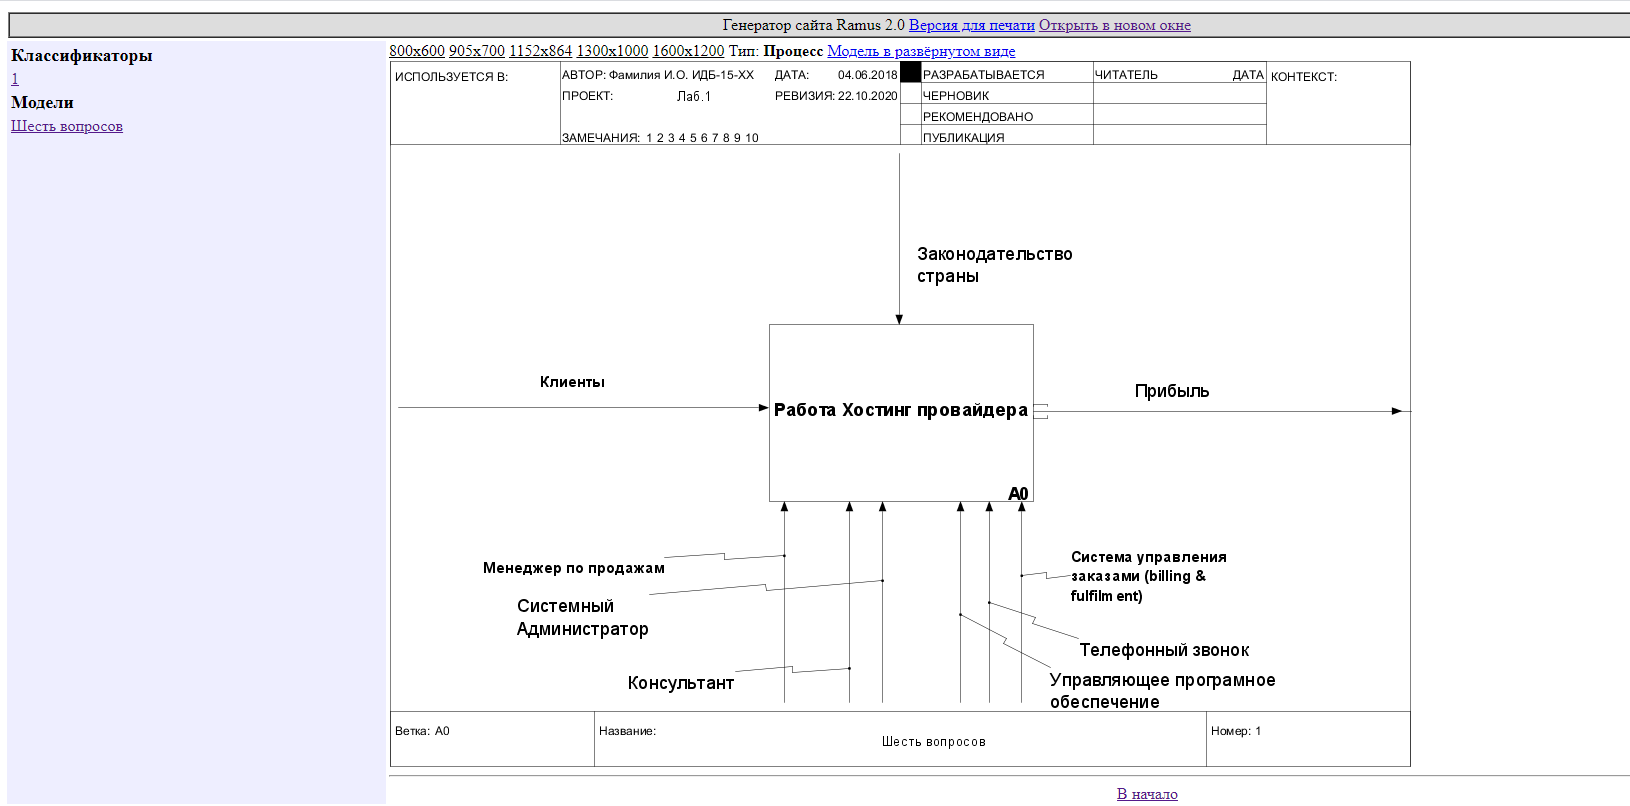 Генератор сайта Ramus 2.0 Версия для печати Открыть в новом окне
Классификаторы
1
Модели
Шесть вопросов
800x600 905x700 1152x864 1300x1000 1600x1200 Тип: Процесс Модель в развёрнутом виде
ИСПОЛЬЗУЕТСЯ В:
АВТОР: Фамилия И.О. ИДБ-15-ХХ
ДАТА: 04.06.2018
ПРОЕКТ: Лаб.1
РЕВИЗИЯ: 22.10.2020
ЗАМЕЧАНИЯ: 1 2 3 4 5 6 7 8 9 10
РАЗРАБАТЫВАЕТСЯ
ЧЕРНОВИК
РЕКОМЕНДОВАНО
ПУБЛИКАЦИЯ
ЧИТАТЕЛЬ ДАТА
КОНТЕКСТ:
Законодательство
страны
Клиенты
Работа Хостинг провайдера
A0
Прибыль
Менеджер по продажам
Системный
Администратор
Консультант
Система управления
заказами (billing &
fulfilm ent)
Телефонный звонок
Управляющее програмное
обеспечение
Ветка: A0
Название:
Шесть вопросов
Номер: 1
В начало